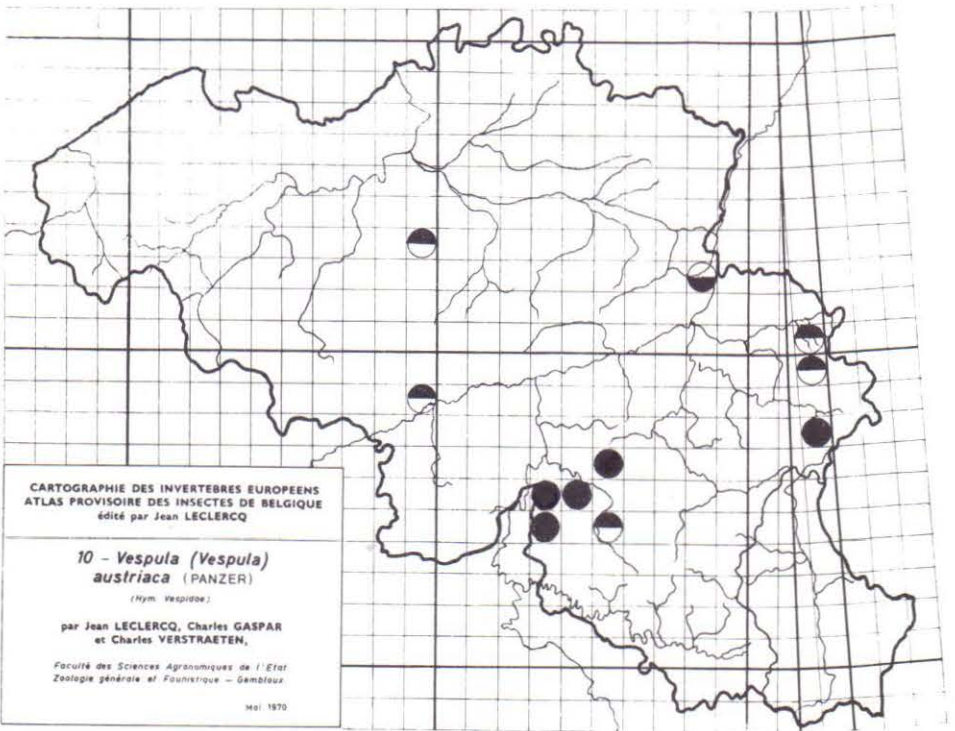 CARTOGRAPHIE DES INVERTEBRES EUROPEENS
ATLAS PROVISOIRE DES INSECTES DE BELGIQUE
édité par Jean LECLERCQ
10 – Vespula (Vespula)
austriaca (PANZER)
(Hym. Vespidae)
par Jean LECLERCQ, Charles GASPAR
et Charles VERSTRAETEN,
Faculté des Sciences Agronomiques de l'Etat
Zoologie générale et Faunistique – Gembloux
Mai 1970